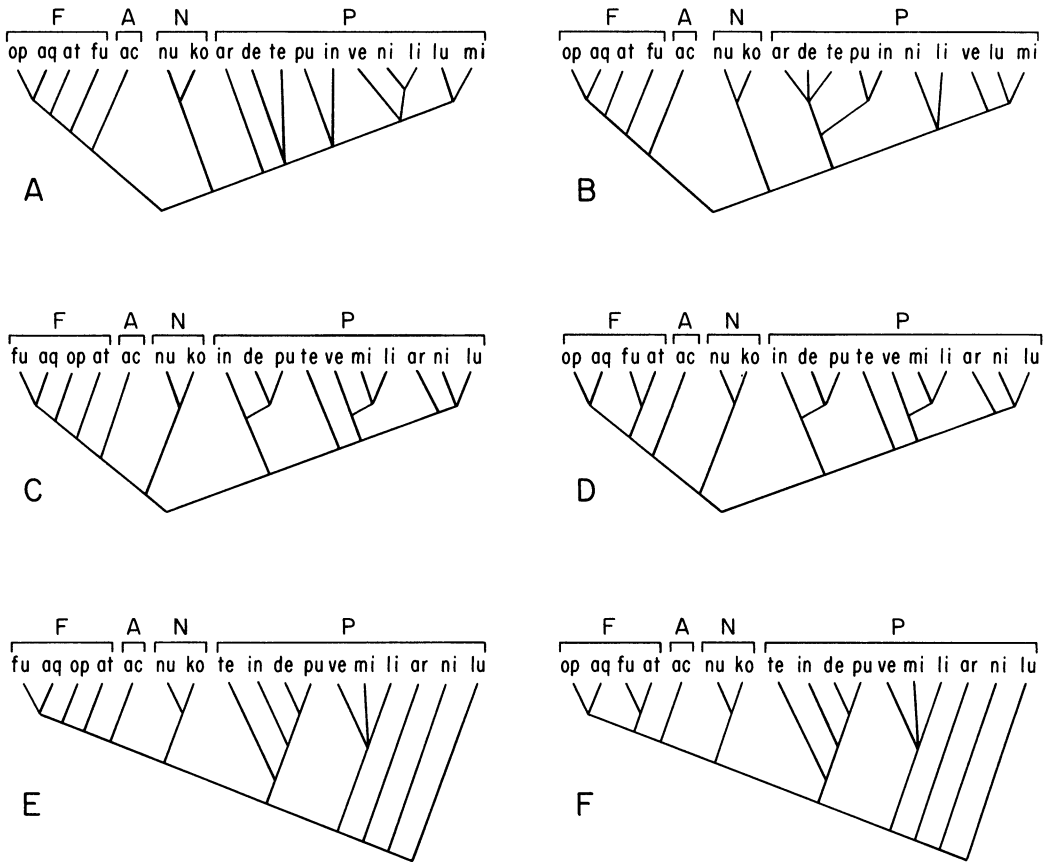 F A N P
op aq at fu ac nu ko ar de te pu in ve ni li lu mi
A
F A N P
op aq at fu ac nu ko ar de te pu in ni li ve lu mi
B
F A N P
fu aq op at ac nu ko in de pu te ve mi li ar ni lu
C
F A N P
op aq fu at ac nu ko in de pu te ve mi li ar ni lu
D
F A N P
fu aq op at ac nu ko te in de pu ve mi li ar ni lu
E
F A N P
op aq fu at ac nu ko te in de pu ve mi li ar ni lu
F